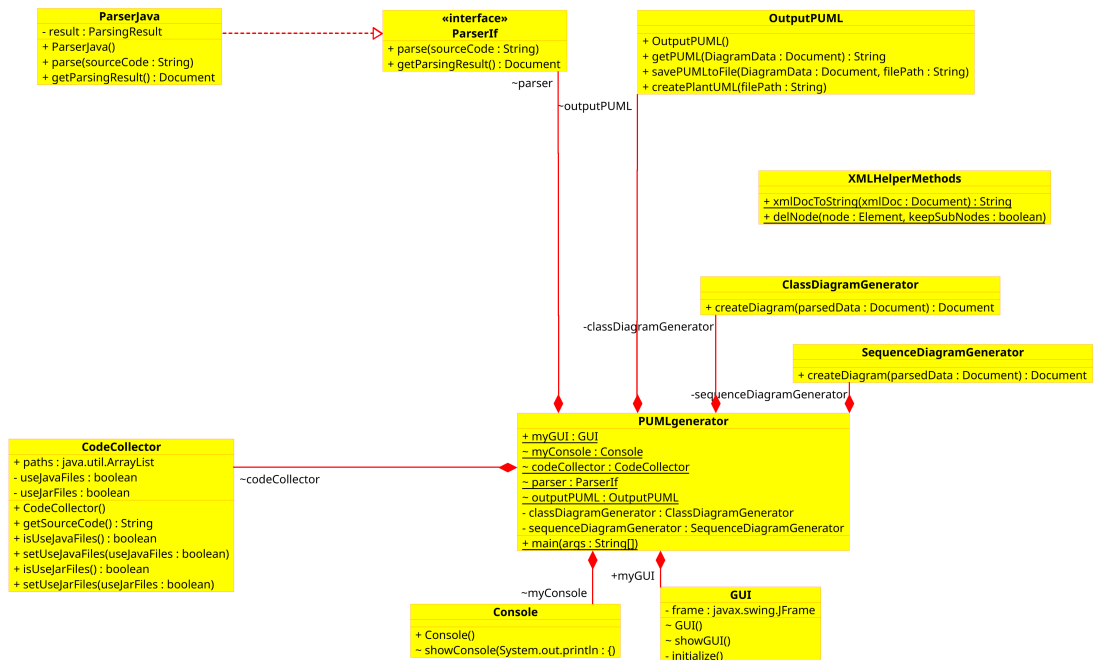 ParserJava
- result : ParsingResult
+ ParserJava()
+ parse(sourceCode : String)
+ getParsingResult() : Document
«interface»
ParserIf
+ parse(sourceCode : String)
+ getParsingResult() : Document
OutputPUML
+ OutputPUML()
+ getPUML(DiagramData : Document) : String
+ savePUMLtoFile(DiagramData : Document, filePath : String)
+ createPlantUML(filePath : String)
~parser
~outputPUML
XMLHelperMethods
+ xmlDocToString(xmlDoc : Document) : String
+ delNode(node : Element, keepSubNodes : boolean)
ClassDiagramGenerator
+ createDiagram(parsedData : Document) : Document
-classDiagramGenerator
SequenceDiagramGenerator
+ createDiagram(parsedData : Document) : Document
-sequenceDiagramGenerator
PUMLgenerator
+ myGUI : GUI
~ myConsole : Console
~ codeCollector : CodeCollector
~ parser : ParserIf
~ outputPUML : OutputPUML
- classDiagramGenerator : ClassDiagramGenerator
- sequenceDiagramGenerator : SequenceDiagramGenerator
+ main(args : String[])
CodeCollector
+ paths : java.util.ArrayList
- useJavaFiles : boolean
- useJarFiles : boolean
+ CodeCollector()
+ getSourceCode() : String
+ isUseJavaFiles() : boolean
+ setUseJavaFiles(useJavaFiles : boolean)
+ isUseJarFiles() : boolean
+ setUseJarFiles(useJarFiles : boolean)
~codeCollector
+myGUI
~myConsole
Console
+ Console()
~ showConsole(System.out.println : {)
GUI
- frame : javax.swing.JFrame
~ GUI()
~ showGUI()
- initialize()